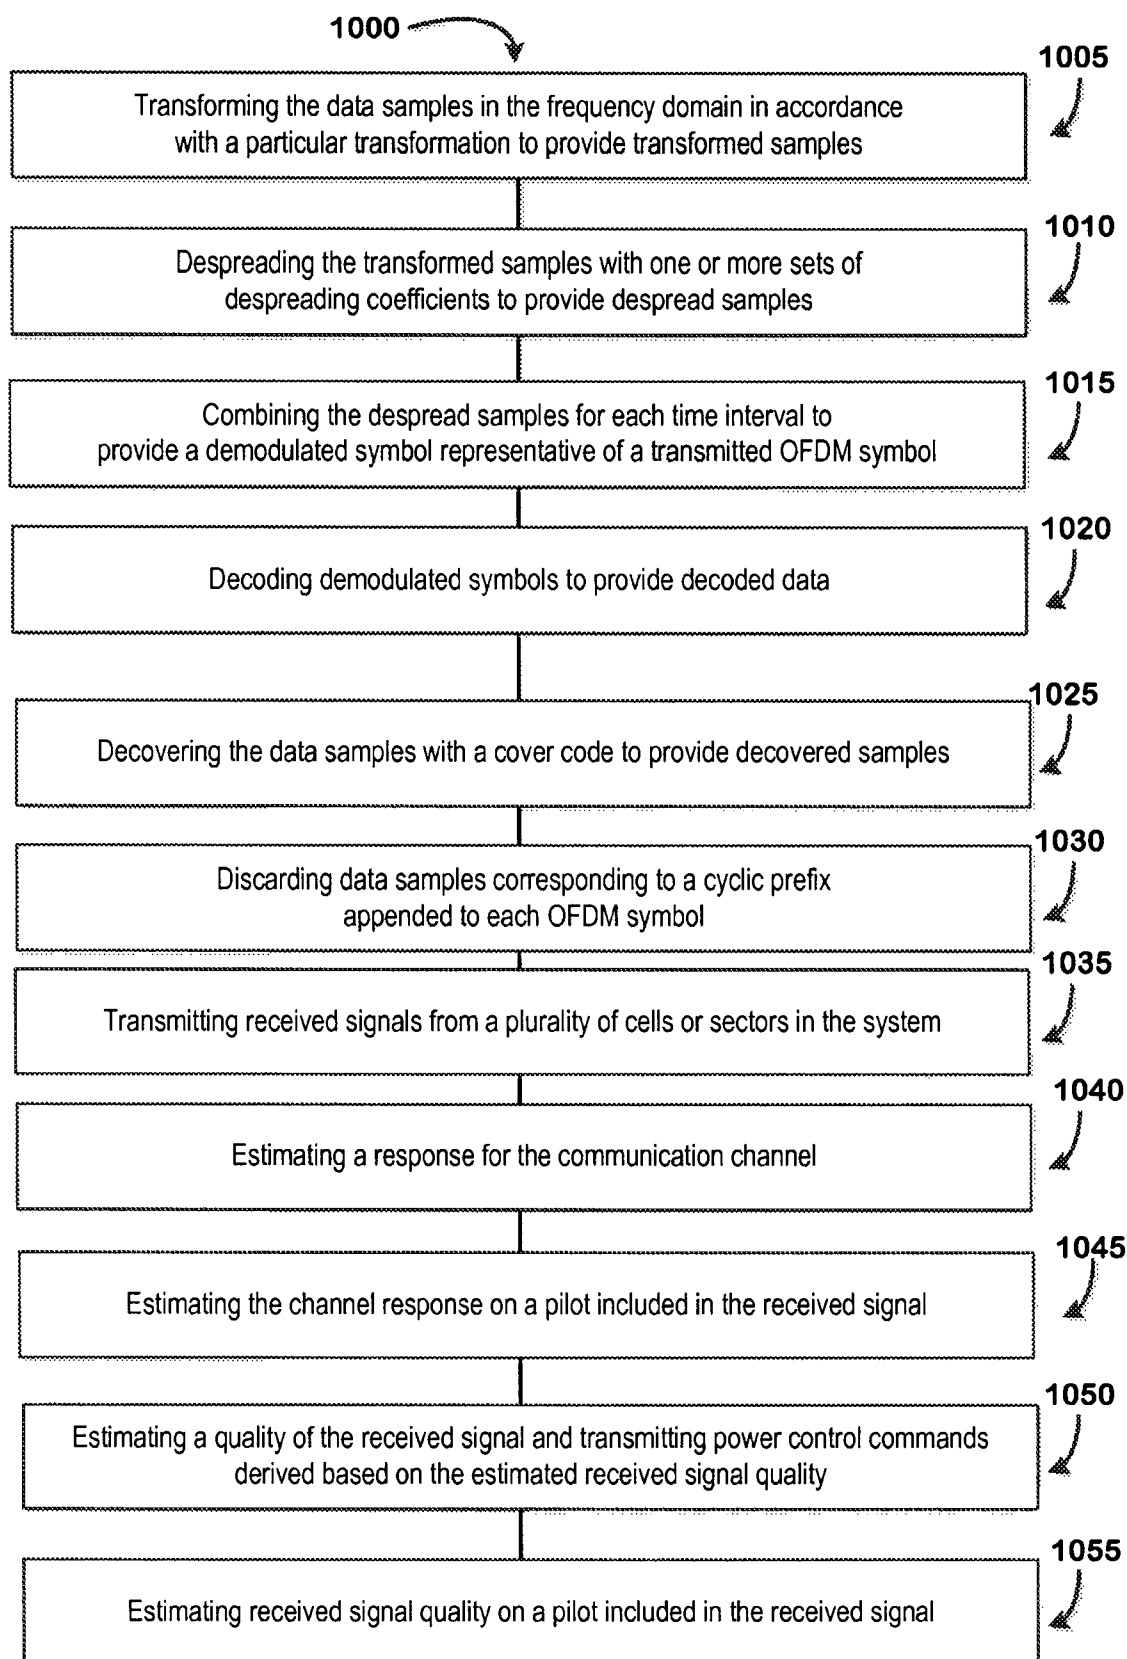 1000
1005
Transforming the data samples in the frequency domain in accordance
with a particular transformation to provide transformed samples
1010
Despreading the transformed samples with one or more sets of
despreading coefficients to provide despread samples
1015
Combining the despread samples for each time interval to
provide a demodulated symbol representative of a transmitted OFDM symbol
1020
Decoding demodulated symbols to provide decoded data
1025
Decovering the data samples with a cover code to provide decovered samples
1030
Discarding data samples corresponding to a cyclic prefix
appended to each OFDM symbol
1035
Transmitting received signals from a plurality of cells or sectors in the system
1040
Estimating a response for the communication channel
1045
Estimating the channel response on a pilot included in the received signal
1050
Estimating a quality of the received signal and transmitting power control commands
derived based on the estimated received signal quality
1055
Estimating received signal quality on a pilot included in the received signal